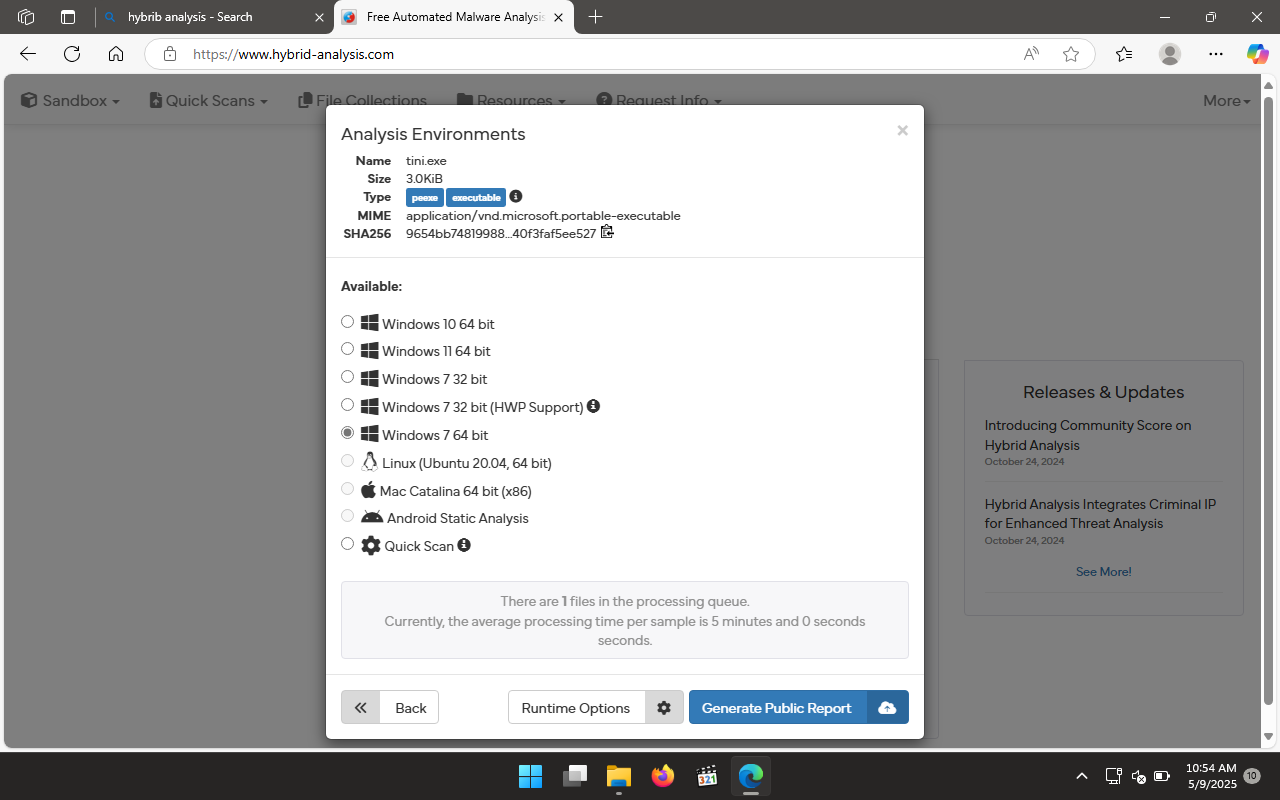 hybrib analysis - Search
Free Automated Malware Analysis
https://www.hybrid-analysis.com
Sandbox
Quick Scans
File Collections
Resources
Request Info
More
Analysis Environments
Name tini.exe
Size 3.0KiB
Type peexe executable
MIME application/vnd.microsoft.portable-executable
SHA256 9654bb74819988...40f3faf5ee527
Available:
Windows 10 64 bit
Windows 11 64 bit
Windows 7 32 bit
Windows 7 32 bit (HWP Support)
Windows 7 64 bit
Linux (Ubuntu 20.04, 64 bit)
Mac Catalina 64 bit (x86)
Android Static Analysis
Quick Scan
There are 1 files in the processing queue.
Currently, the average processing time per sample is 5 minutes and 0 seconds
seconds.
Back
Runtime Options
Generate Public Report
Releases & Updates
Introducing Community Score on
Hybrid Analysis
October 24, 2024
Hybrid Analysis Integrates Criminal IP
for Enhanced Threat Analysis
October 24, 2024
See More!
321
10:54 AM
5/9/2025
10